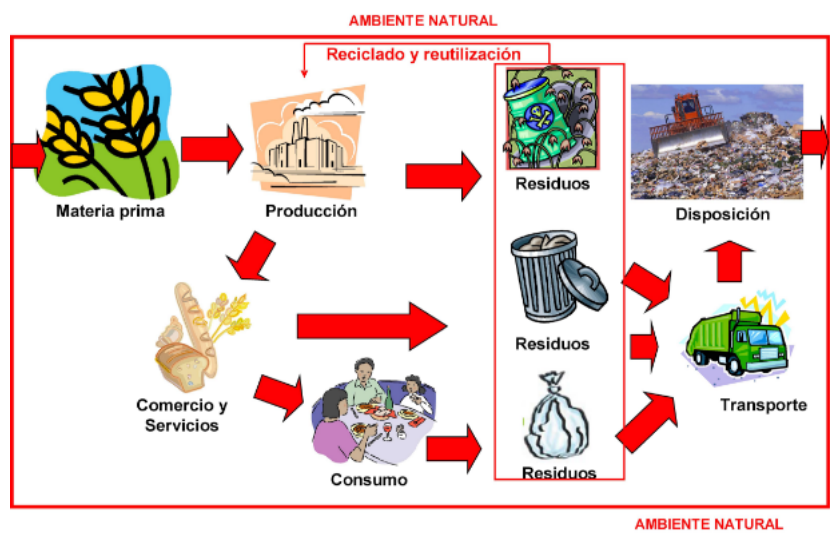 AMBIENTE NATURAL
Reciclado y reutilización
Materia prima
Producción
Residuos
Disposición
Residuos
Comercio y
Servicios
Transporte
Consumo
Residuos
AMBIENTE NATURAL